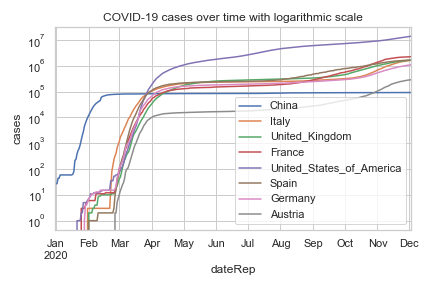 COVID-19 cases over time with logarithmic scale
cases
10^7
10^6
10^5
10^4
10^3
10^2
10^1
10^0
China
Italy
United_Kingdom
France
United_States_of_America
Spain
Germany
Austria
Jan Feb Mar Apr May Jun Jul Aug Sep Oct Nov Dec
2020
dateRep